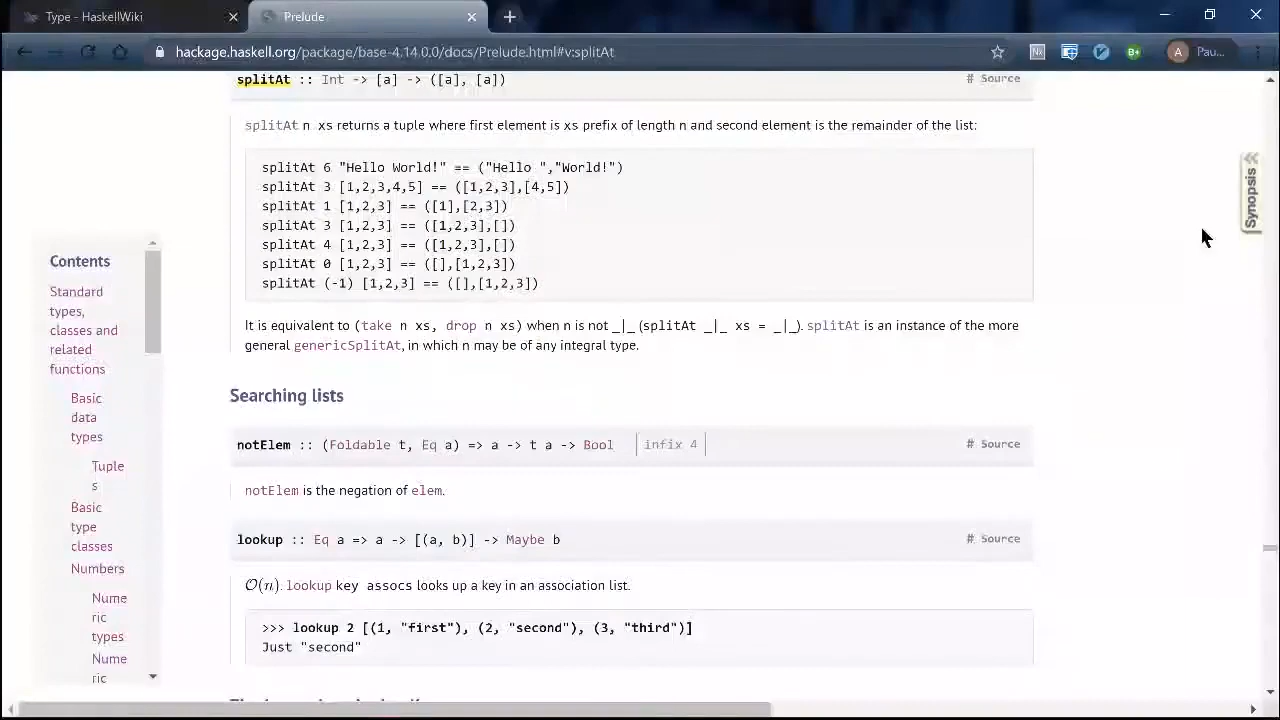 Type - HaskellWiki
Prelude
hackage.haskell.org/package/base-4.14.0.0/docs/Prelude.html#v:splitAt
Nx
B+
A Pau...
splitAt :: Int -> [a] -> ([a], [a])
# Source
splitAt n xs returns a tuple where first element is xs prefix of length n and second element is the remainder of the list:
splitAt 6 "Hello World!" == ("Hello ","World!")
splitAt 3 [1,2,3,4,5] == ([1,2,3],[4,5])
splitAt 1 [1,2,3] == ([1],[2,3])
splitAt 3 [1,2,3] == ([1,2,3],[])
splitAt 4 [1,2,3] == ([1,2,3],[])
splitAt 0 [1,2,3] == ([],[1,2,3])
splitAt (-1) [1,2,3] == ([],[1,2,3])
It is equivalent to (take n xs, drop n xs) when n is not _|_ (splitAt _|_ xs = _|_). splitAt is an instance of the more
general genericSplitAt, in which n may be of any integral type.
Searching lists
notElem :: (Foldable t, Eq a) => a -> t a -> Bool
infix 4
# Source
notElem is the negation of elem.
lookup :: Eq a => a -> [(a, b)] -> Maybe b
# Source
O(n). lookup key assocs looks up a key in an association list.
>>> lookup 2 [(1, "first"), (2, "second"), (3, "third")]
Just "second"
Contents
Standard
types,
classes and
related
functions
Basic
data
types
Tuple
s
Basic
type
classes
Numbers
Nume
ric
types
Nume
ric
Synopsis